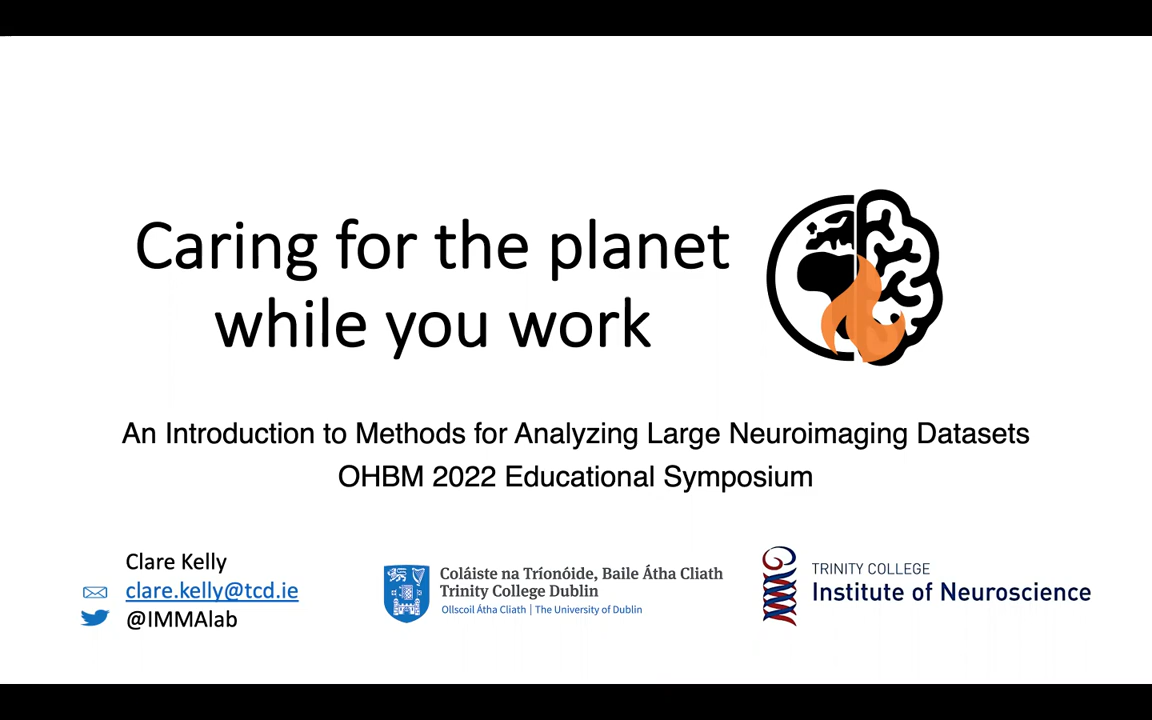 Caring for the planet
while you work
An Introduction to Methods for Analyzing Large Neuroimaging Datasets
OHBM 2022 Educational Symposium
Clare Kelly
clare.kelly@tcd.ie
@IMMAlab
Coláiste na Tríonóide, Baile Átha Cliath
Trinity College Dublin
Ollscoil Átha Cliath | The University of Dublin
TRINITY COLLEGE
Institute of Neuroscience